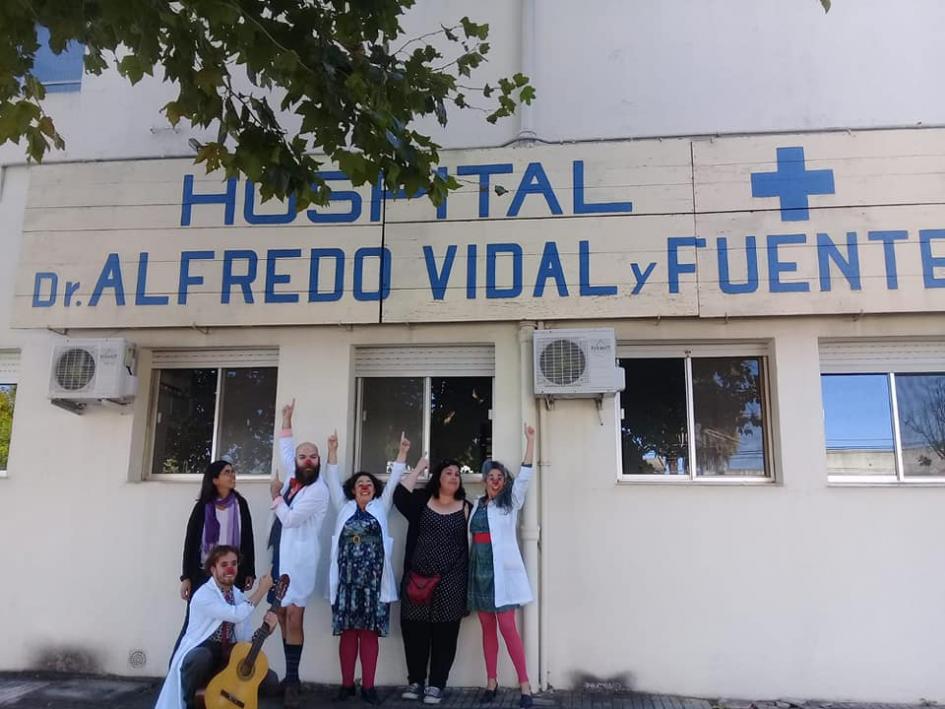 HOSPITAL
Dr. ALFREDO VIDAL y FUENTE